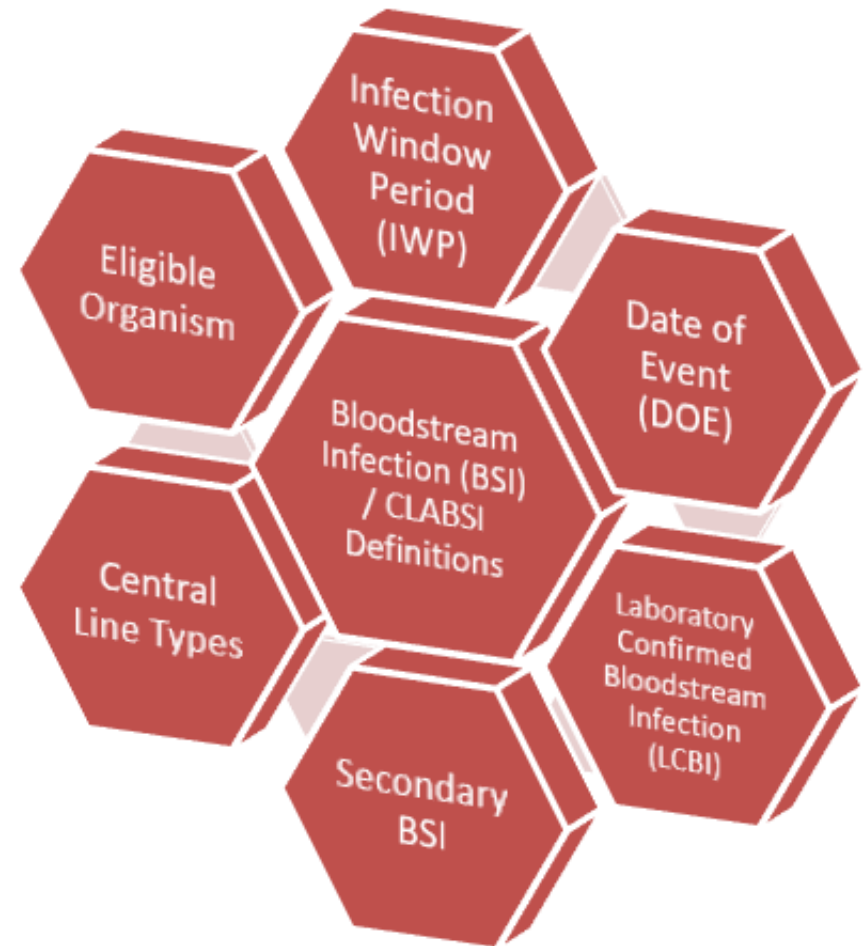 Infection
Window
Period
(IWP)
Eligible
Organism
Date of
Event
(DOE)
Bloodstream
Infection (BSI)
/ CLABSI
Definitions
Central
Line Types
Laboratory
Confirmed
Bloodstream
Infection
(LCBI)
Secondary
BSI